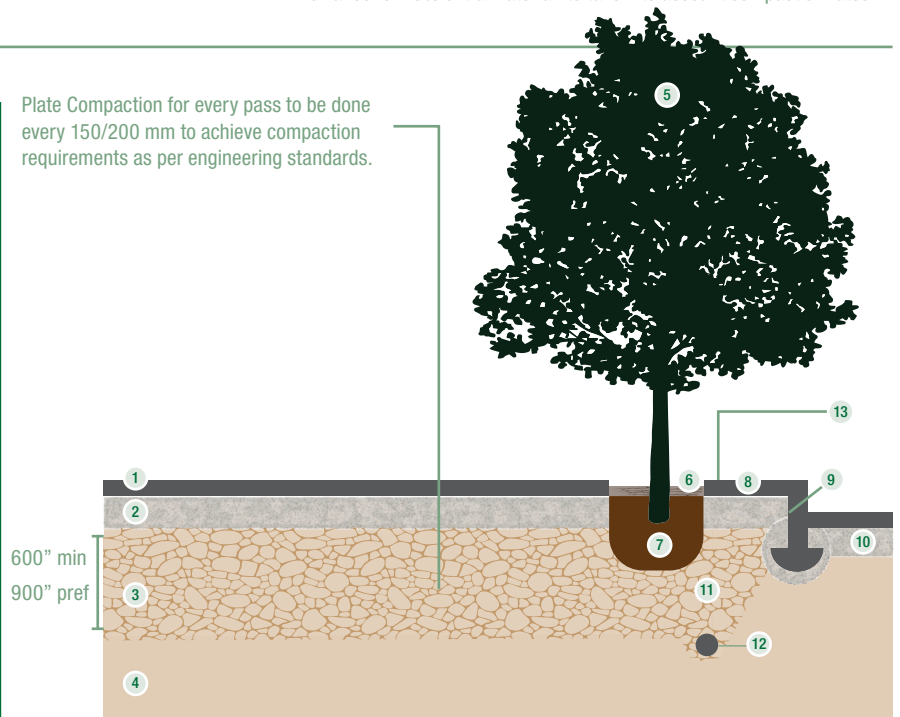 Plate Compaction for every pass to be done
every 150/200 mm to achieve compaction
requirements as per engineering standards.
5
13
1
6
8
9
2
7
10
600” min
900” pref
3
11
12
4